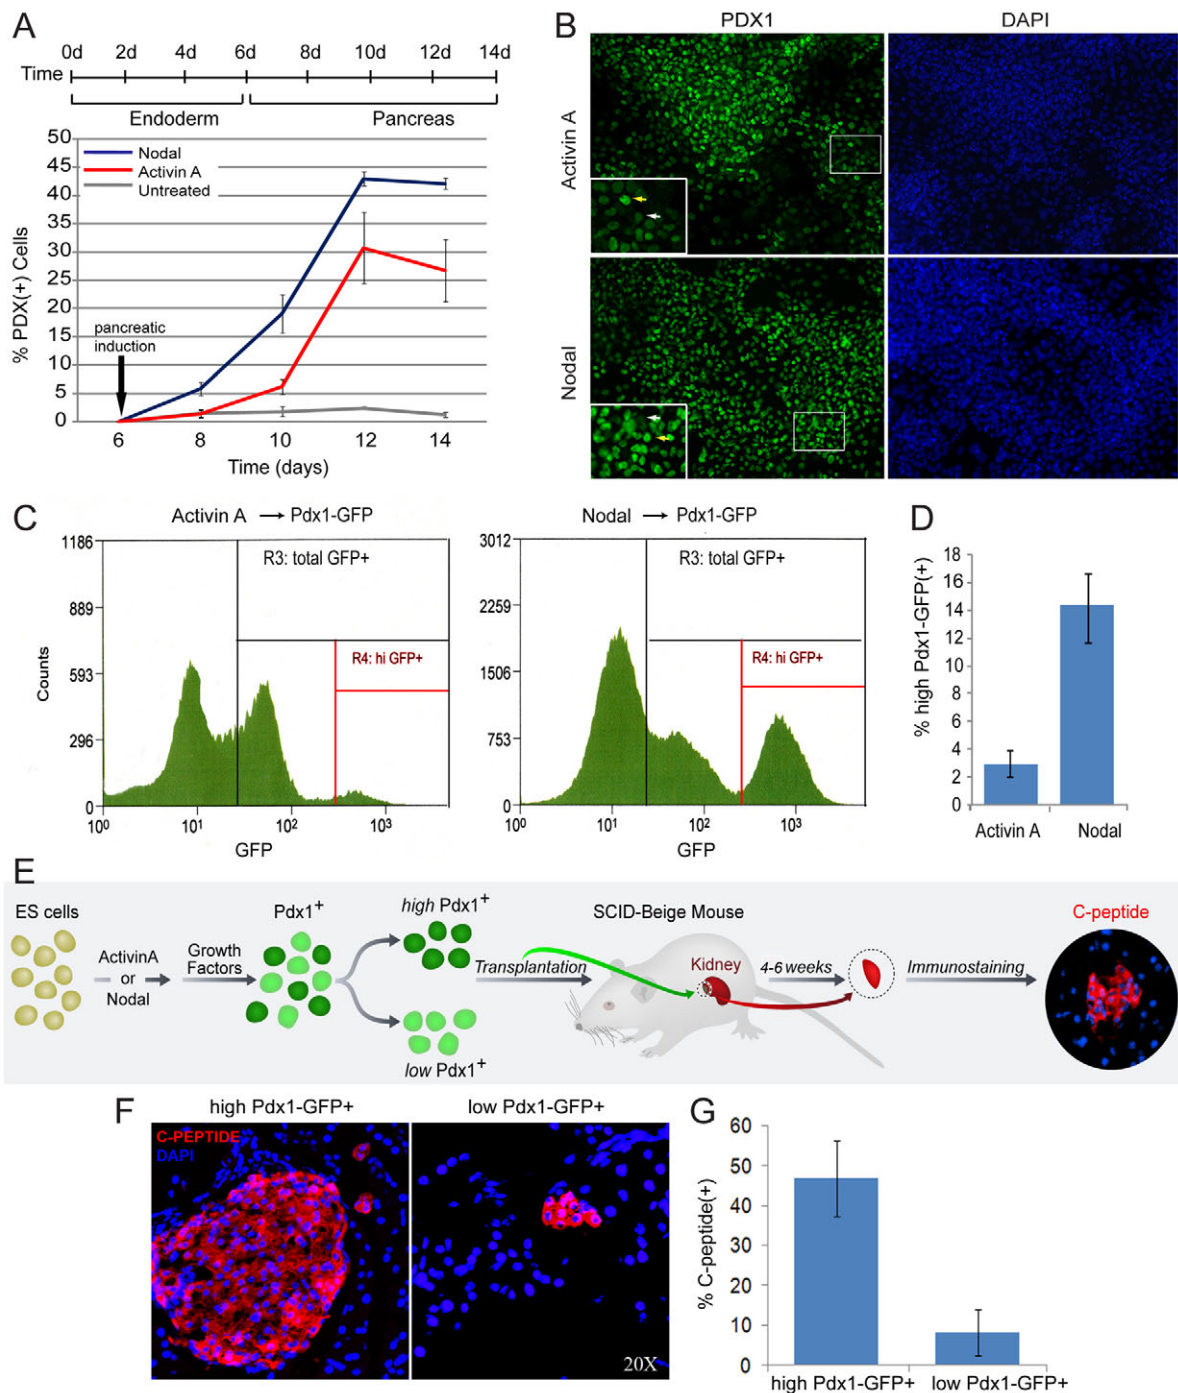 A
0d 2d 6d 10d 12d 14d
Time
Endoderm Pancreas
50
45
40
35
30
25
20
15
10
5
0
Nodal
Activin A
Untreated
% PDX(+) Cells
pancreatic
induction
6 8 10 12 14
Time (days)
B
PDX1 DAPI
Activin A
Nodal
C
Activin A → Pdx1-GFP
1186
889
593
296
0
Counts
R3: total GFP+
R4: hi GFP+
10⁰ 10¹ 10² 10³
GFP
Nodal → Pdx1-GFP
3012
2259
1506
753
0
R3: total GFP+
R4: hi GFP+
10⁰ 10¹ 10² 10³
GFP
D
% high Pdx1-GFP(+)
18
16
14
12
10
8
6
4
2
0
Activin A Nodal
E
ES cells
ActivinA
or
Nodal
Growth
Factors
Pdx1⁺
high Pdx1⁺
low Pdx1⁺
Transplantation
SCID-Beige Mouse
Kidney
4-6 weeks
Immunostaining
C-peptide
F
high Pdx1-GFP+ low Pdx1-GFP+
C-PEPTIDE
DAPI
20X
G
% C-peptide(+)
60
50
40
30
20
10
0
high Pdx1-GFP+ low Pdx1-GFP+